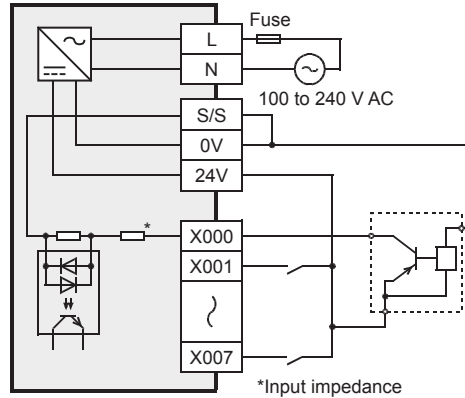 L
Fuse
N
100 to 240 V AC
S/S
0V
24V
*
X000
X001
X007
*Input impedance